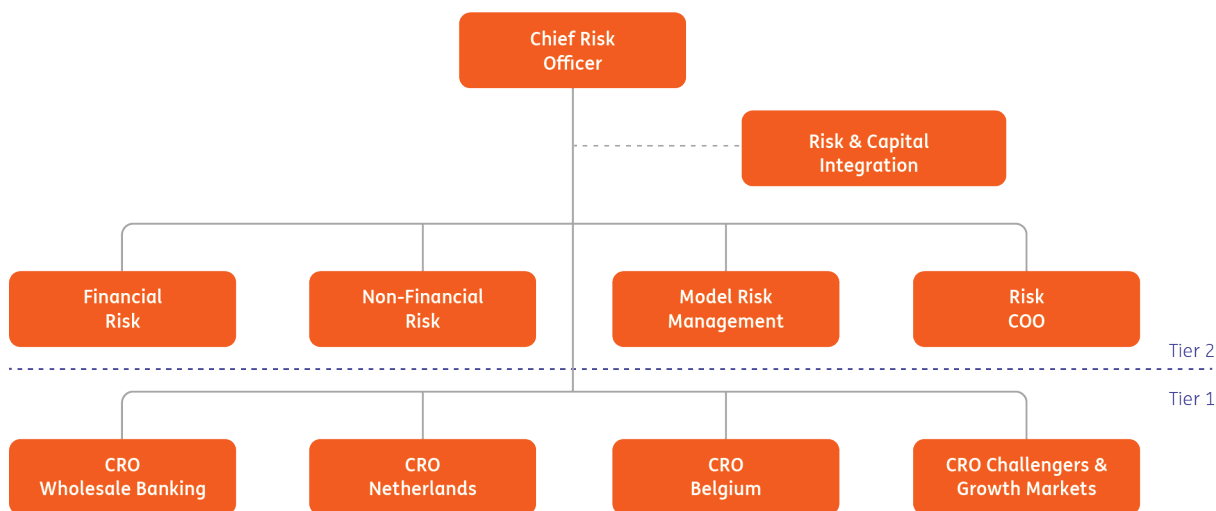 Chief Risk
Officer
Risk & Capital
Integration
Financial
Risk
Non-Financial
Risk
Model Risk
Management
Risk
COO
Tier 2
Tier 1
CRO
Wholesale Banking
CRO
Netherlands
CRO
Belgium
CRO Challengers &
Growth Markets